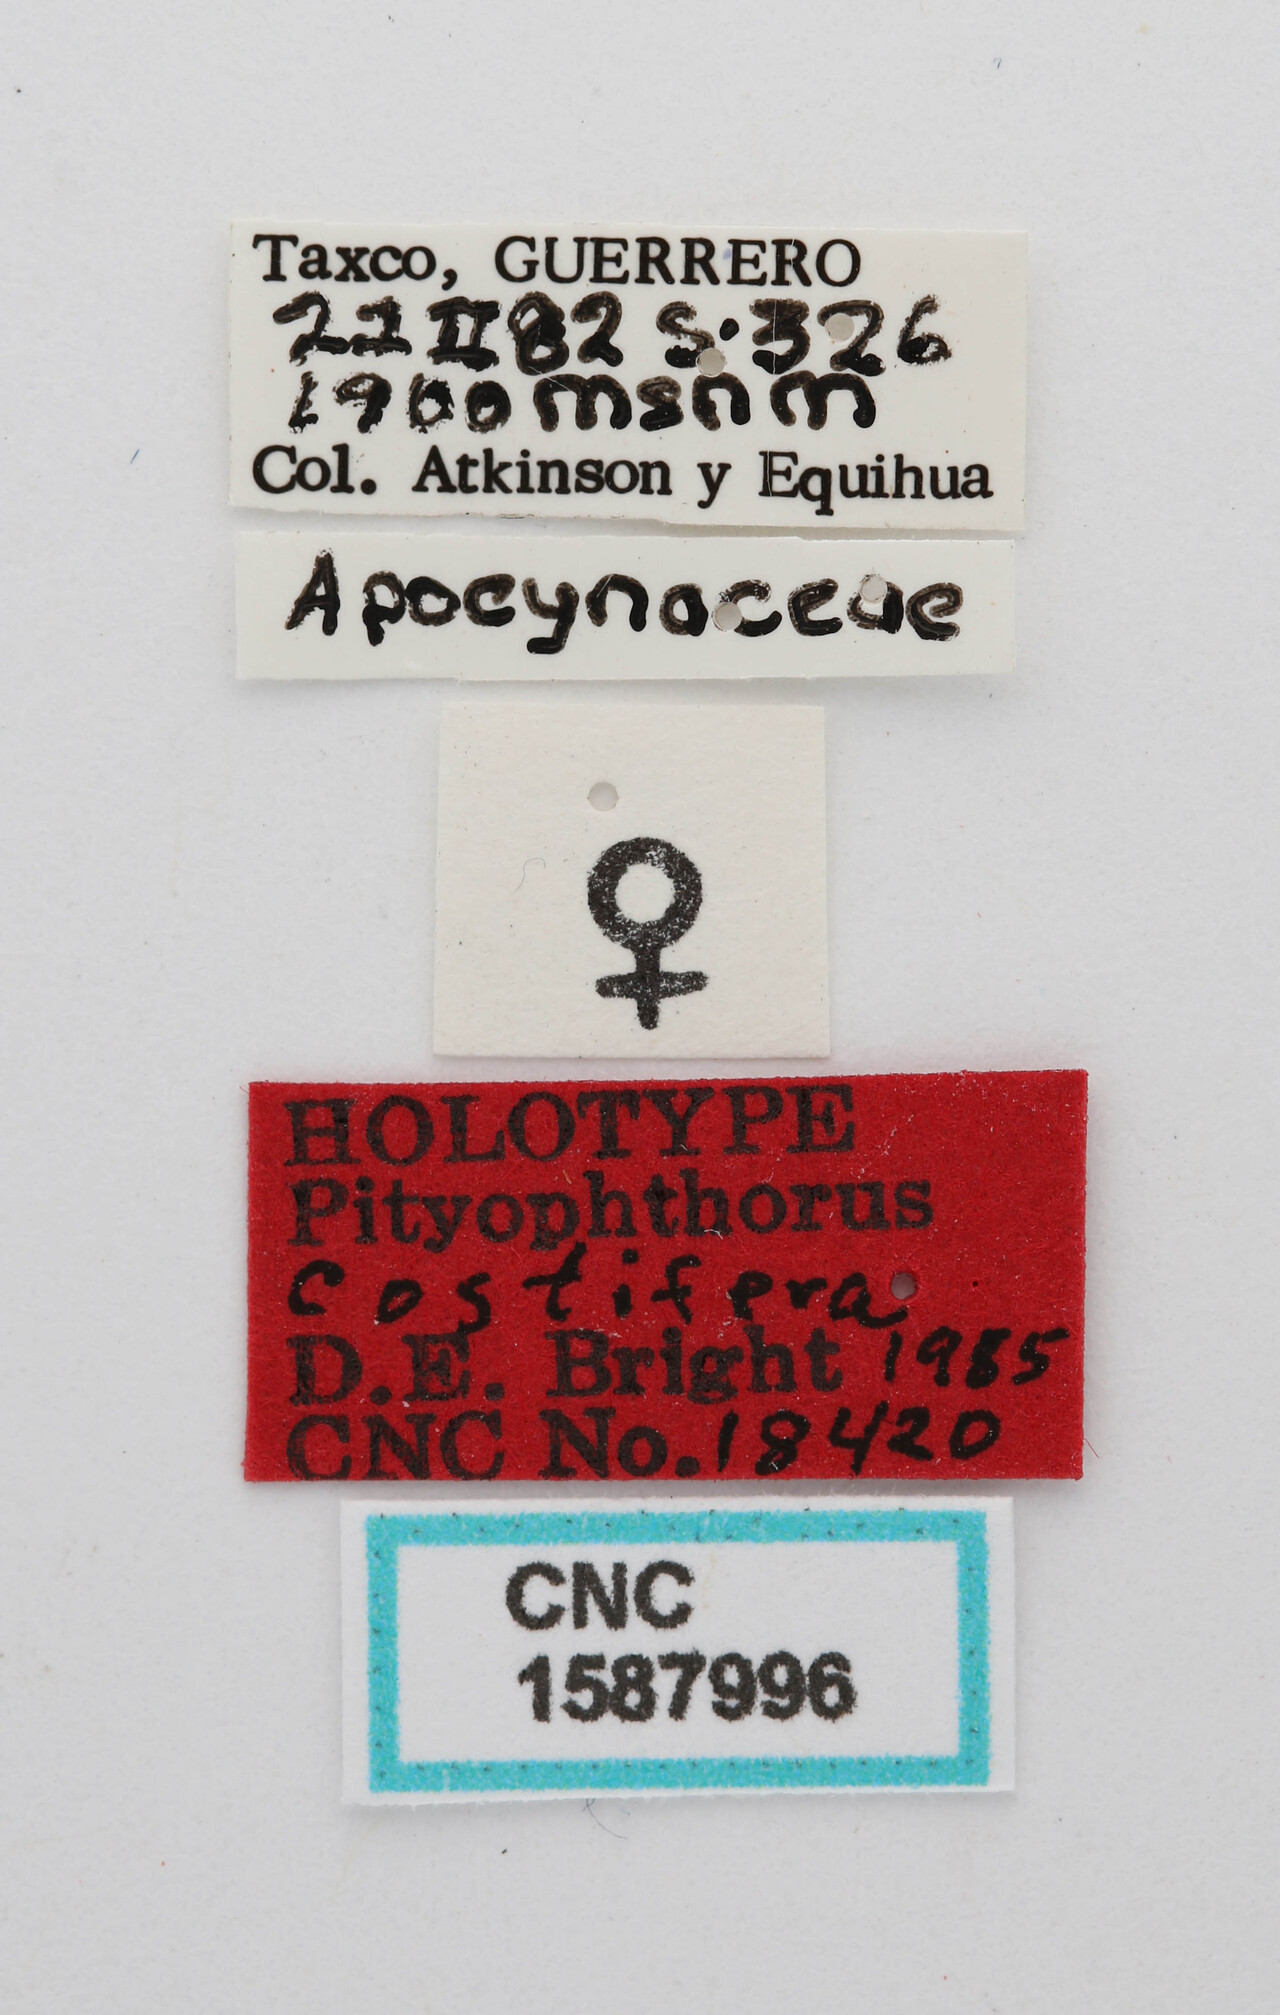 Taxco, GUERRERO
21 II 82 S.326
1900 msnm
Col. Atkinson y Equihua
Apocynaceae
♀
HOLOTYPE
Pityophthorus
costifera
D.E. Bright 1985
CNC No. 18420
CNC
1587996